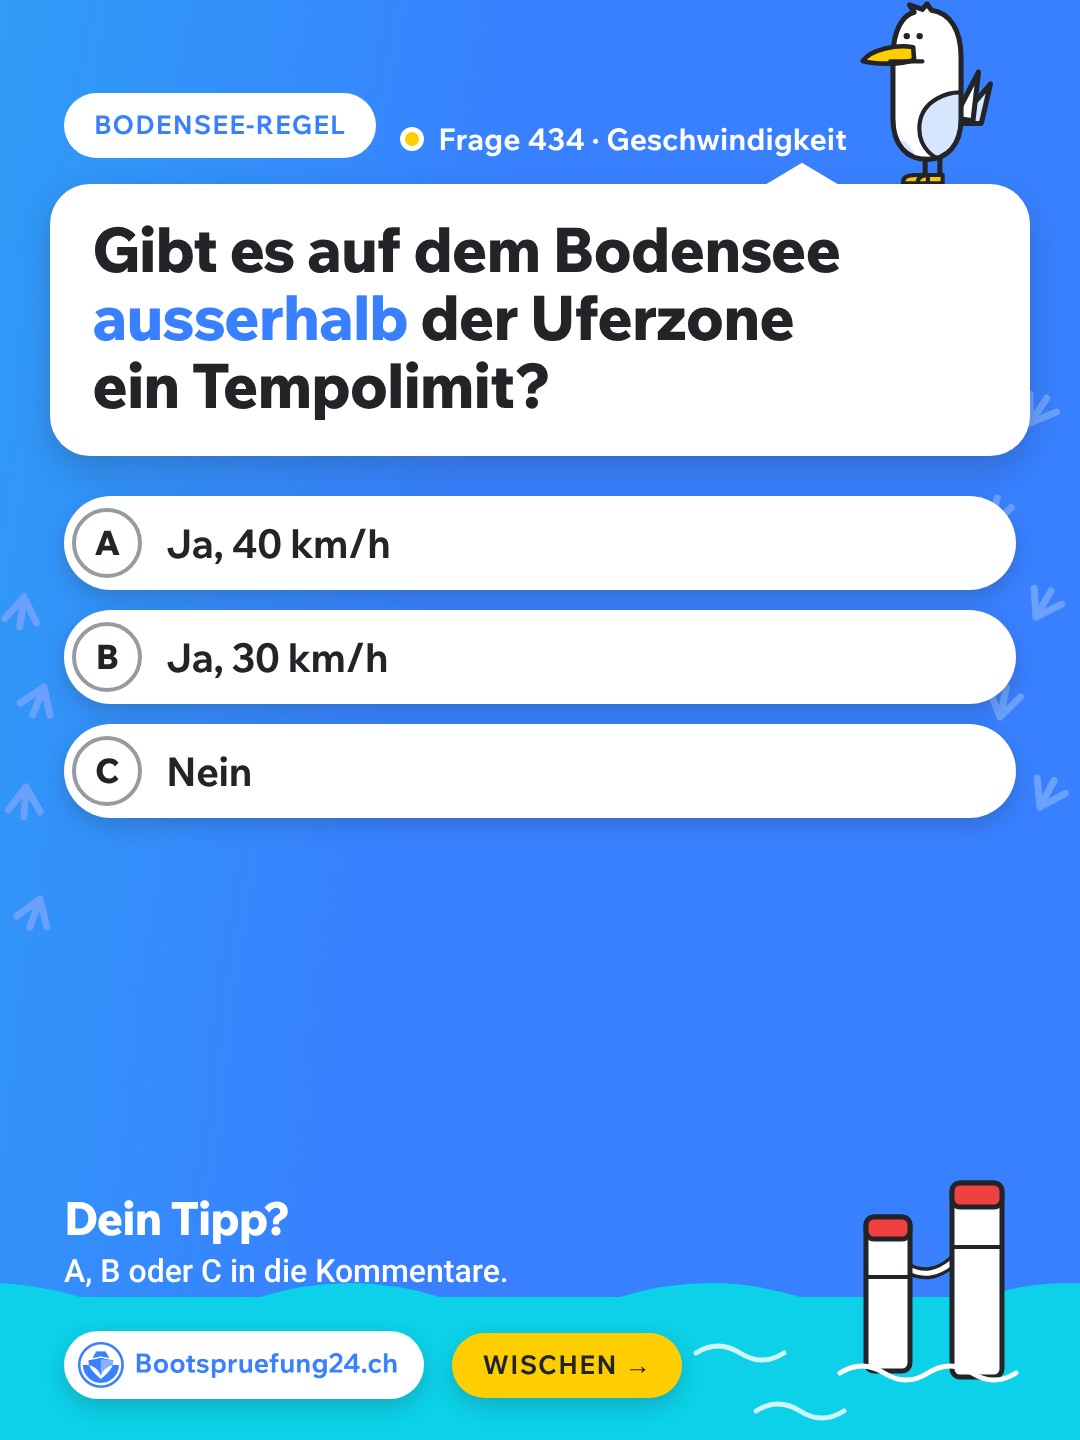 BODENSEE-REGEL
Frage 434 · Geschwindigkeit
Gibt es auf dem Bodensee
ausserhalb der Uferzone
ein Tempolimit?
A Ja, 40 km/h
B Ja, 30 km/h
C Nein
Dein Tipp?
A, B oder C in die Kommentare.
Bootspruefung24.ch
WISCHEN →